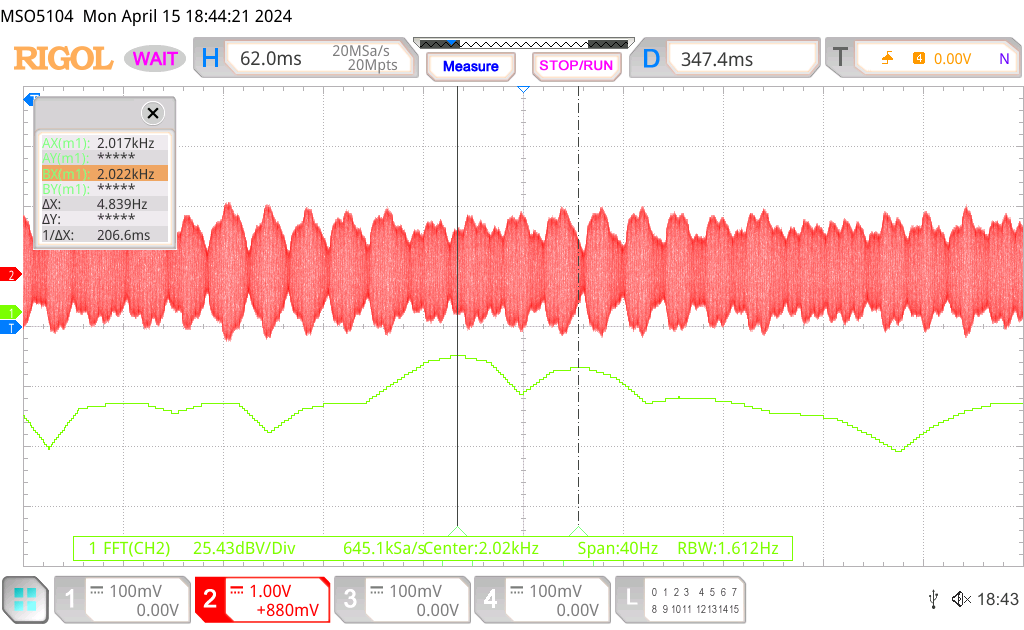 MSO5104 Mon April 15 18:44:21 2024
RIGOL WAIT H 62.0ms 20MSa/s 20Mpts Measure STOP/RUN D 347.4ms T 4 0.00V N
T
AX(m1): 2.017kHz
AY(m1): *****
BX(m1): 2.022kHz
BY(m1): *****
ΔX: 4.839Hz
ΔY: *****
1/ΔX: 206.6ms
2
1
T
1 FFT(CH2) 25.43dBV/Div 645.1kSa/s Center:2.02kHz Span:40Hz RBW:1.612Hz
1 100mV 0.00V
2 1.00V +880mV
3 100mV 0.00V
4 100mV 0.00V
L 0 1 2 3 4 5 6 7
8 9 10 11 12 13 14 15
18:43